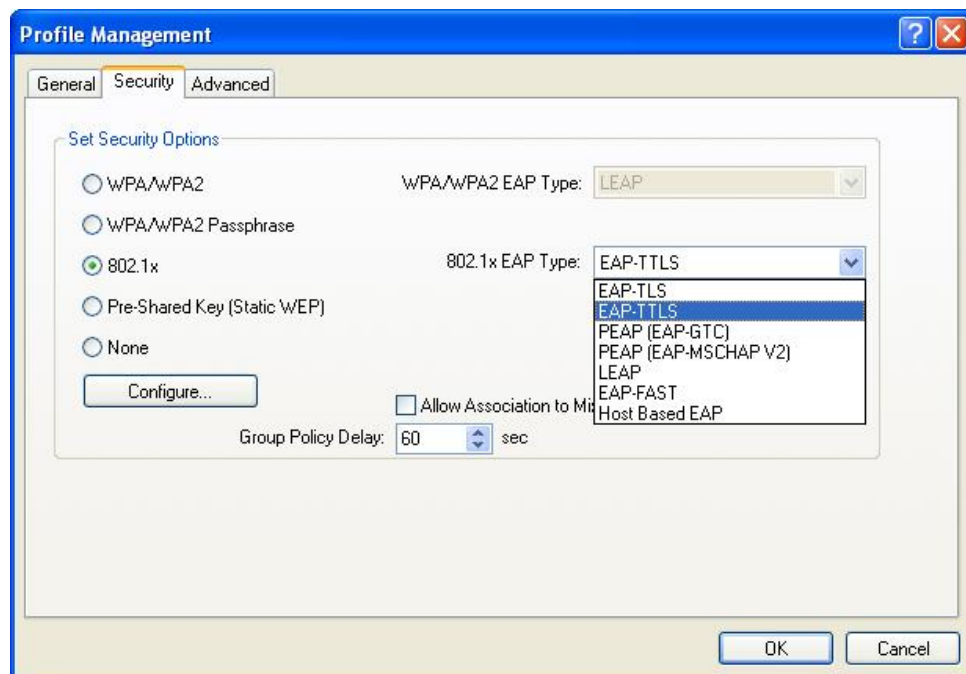 Profile Management
General Security Advanced
Set Security Options
WPA/WPA2 WPA/WPA2 EAP Type: LEAP
WPA/WPA2 Passphrase
802.1x 802.1x EAP Type: EAP-TTLS
EAP-TLS
EAP-TTLS
Pre-Shared Key (Static WEP)
PEAP (EAP-GTC)
None
PEAP (EAP-MSCHAP V2)
LEAP
EAP-FAST
Host Based EAP
Configure...
Allow Association to
Group Policy Delay: 60 sec
OK Cancel